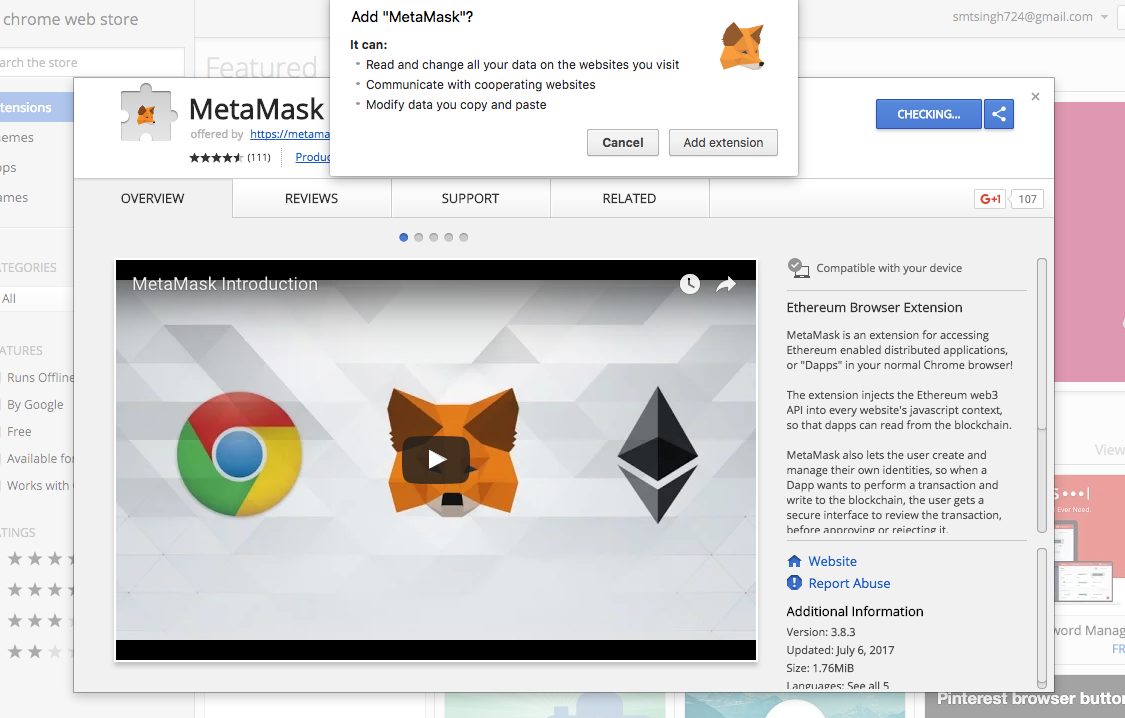 chrome web store
smtsingh724@gmail.com
arch the store
Featured
Add "MetaMask"?
It can:
Read and change all your data on the websites you visit
Communicate with cooperating websites
Modify data you copy and paste
Cancel
Add extension
MetaMask
offered by https://metama
(111)
Produc
CHECKING...
tensions
emes
ps
ames
OVERVIEW
REVIEWS
SUPPORT
RELATED
G+1
107
ATEGORIES
All
ATURES
Runs Offline
By Google
Free
Available for
Works with
TINGS
MetaMask Introduction
Compatible with your device
Ethereum Browser Extension
MetaMask is an extension for accessing
Ethereum enabled distributed applications,
or "Dapps" in your normal Chrome browser!
The extension injects the Ethereum web3
API into every website's javascript context,
so that dapps can read from the blockchain.
MetaMask also lets the user create and
manage their own identities, so when a
Dapp wants to perform a transaction and
write to the blockchain, the user gets a
secure interface to review the transaction,
before approving or rejecting it.
Website
Report Abuse
Additional Information
Version: 3.8.3
Updated: July 6, 2017
Size: 1.76MiB
Languages: See all 5
View
S•••|
Ever Need.
word Manag
FR
Pinterest browser button